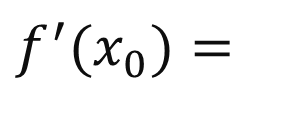 f′(x₀) =